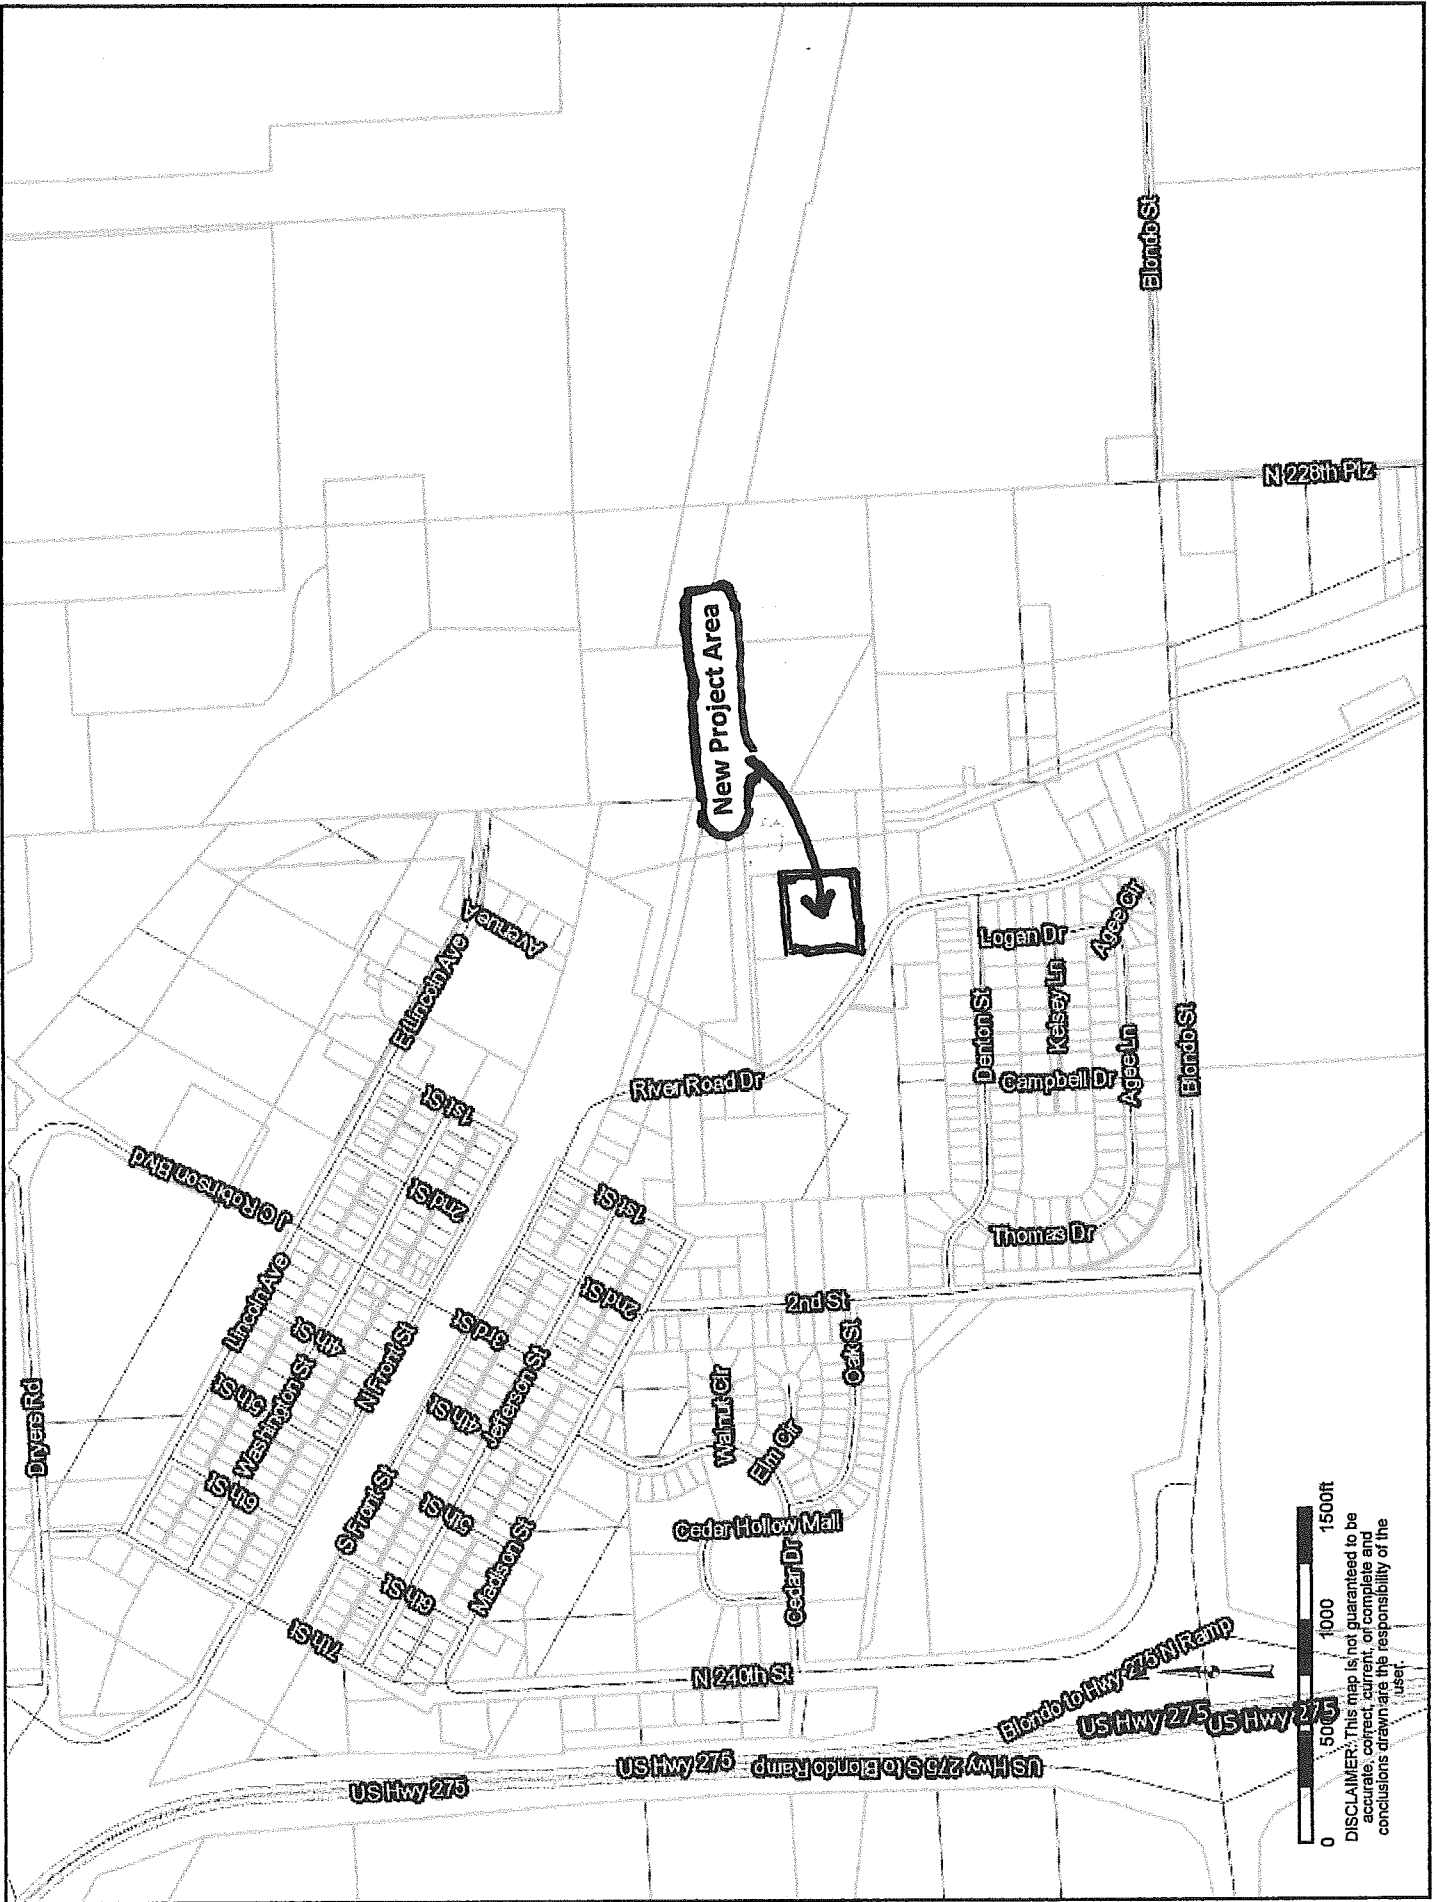 Dryers Rd
J C Robinson Blvd
Lincoln Ave
E Lincoln Ave
Avenue A
Washington St
N Front St
1st St
2nd St
4th St
5th St
6th St
7th St
S Front St
Jefferson St
Madison St
1st St
2nd St
3rd St
4th St
5th St
6th St
River Road Dr
New Project Area
N 240th St
Cedar Hollow Mall
Cedar Dr
Walnut Cir
Elm Cir
Oak St
2nd St
Thomas Dr
Denton St
Campbell Dr
Kelsey Ln
Logan Dr
Agee Ln
Agee Cir
Blondo St
Blondo St
N 228th Plz
US Hwy 275
US Hwy 275
US Hwy 275 S to Blondo Ramp
Blondo to Hwy 275 N Ramp
US Hwy 275
US Hwy 275
0 500 1000 1500ft
DISCLAIMER: This map is not guaranteed to be
accurate, correct, current, or complete and
conclusions drawn are the responsibility of the
user.